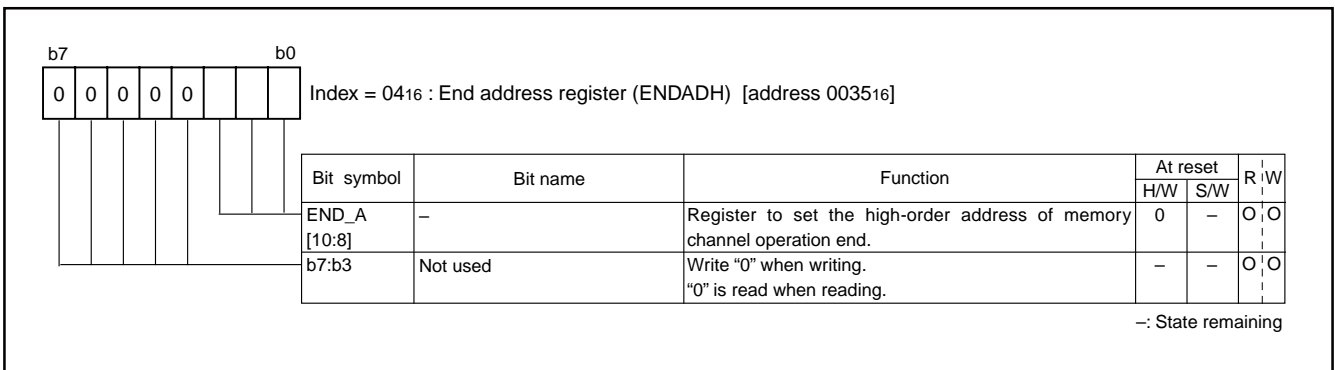 b7 b0
0 0 0 0 0 Index = 0416 : End address register (ENDADH) [address 003516]
Bit symbol Bit name Function At reset R W
H/W S/W
END_A – Register to set the high-order address of memory 0 – O O
[10:8] channel operation end.
b7:b3 Not used Write “0” when writing. – – O O
“0” is read when reading.
–: State remaining